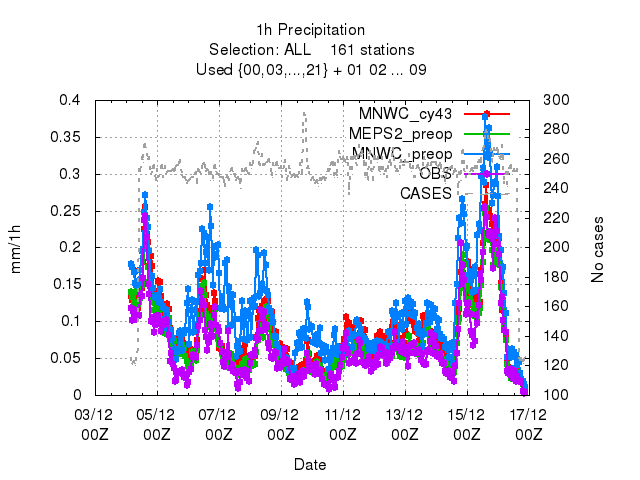 1h Precipitation
Selection: ALL 161 stations
Used {00,03,...,21} + 01 02 ... 09
0.4
0.35
0.3
0.25
0.2
0.15
0.1
0.05
0
mm/1h
MNWC_cy43
MEPS2_preop
MNWC_preop
OBS
CASES
300
280
260
240
220
200
180
160
140
120
100
No cases
03/12 05/12 07/12 09/12 11/12 13/12 15/12 17/12
00Z 00Z 00Z 00Z 00Z 00Z 00Z 00Z
Date